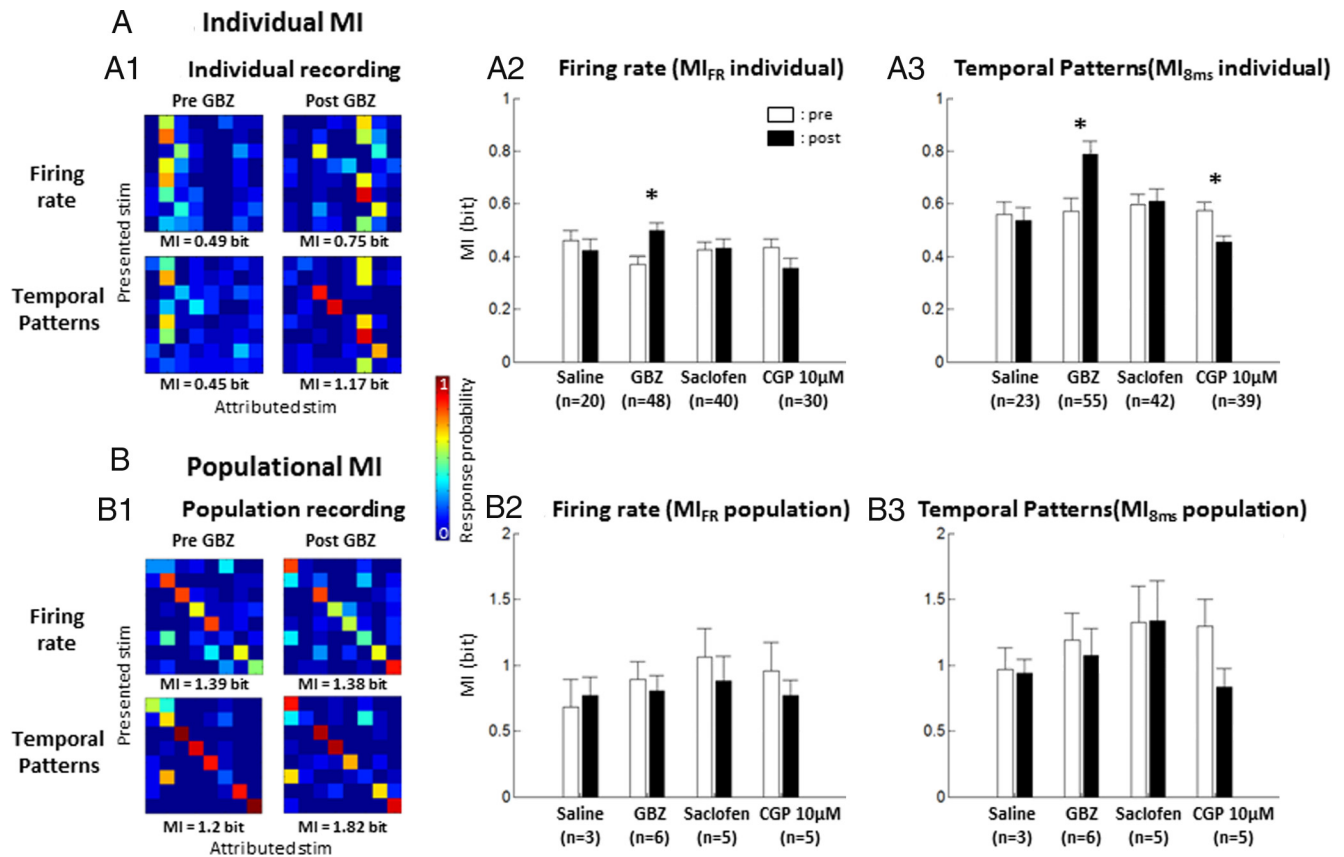 A Individual MI
A1 Individual recording
Pre GBZ Post GBZ
Firing
rate
Presented stim
MI = 0.49 bit MI = 0.75 bit
Temporal
Patterns
MI = 0.45 bit MI = 1.17 bit
Attributed stim
A2 Firing rate (MIFR individual)
1
0.8
0.6
0.4
0.2
0
MI (bit)
: pre
: post
*
Saline GBZ Saclofen CGP 10µM
(n=20) (n=48) (n=40) (n=30)
A3 Temporal Patterns(MI8ms individual)
1
0.8
0.6
0.4
0.2
0
MI (bit)
* *
Saline GBZ Saclofen CGP 10µM
(n=23) (n=55) (n=42) (n=39)
1
0
Response probability
B Populational MI
B1 Population recording
Pre GBZ Post GBZ
Firing
rate
Presented stim
MI = 1.39 bit MI = 1.38 bit
Temporal
Patterns
MI = 1.2 bit MI = 1.82 bit
Attributed stim
B2 Firing rate (MIFR population)
2
1.5
1
0.5
0
MI (bit)
Saline GBZ Saclofen CGP 10µM
(n=3) (n=6) (n=5) (n=5)
B3 Temporal Patterns(MI8ms population)
2
1.5
1
0.5
0
MI (bit)
Saline GBZ Saclofen CGP 10µM
(n=3) (n=6) (n=5) (n=5)